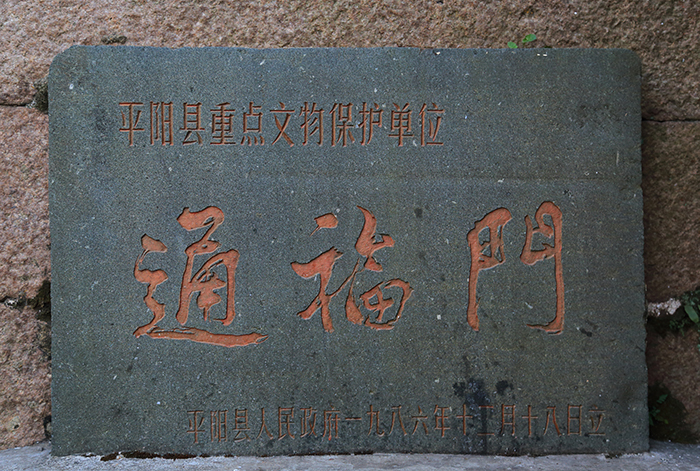 平阳县重点文物保护单位
通福門
平阳县人民政府一九八六年十二月十八日立